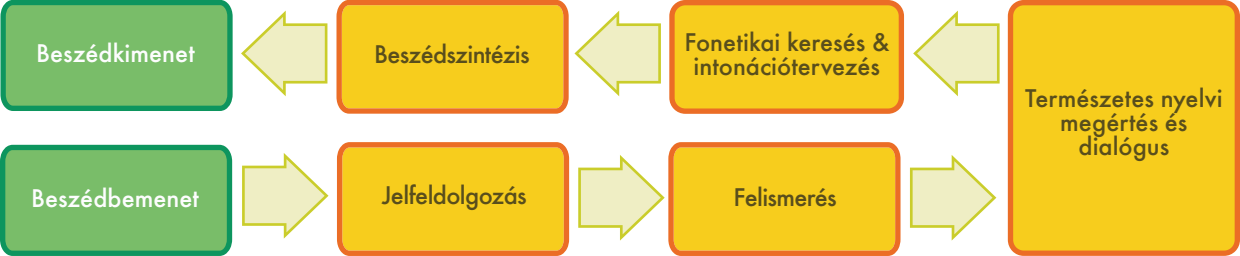 Beszédkimenet
Beszédszintézis
Fonetikai keresés &
intonációtervezés
Természetes nyelvi
megértés és
dialógus
Beszédbemenet
Jelfeldolgozás
Felismerés